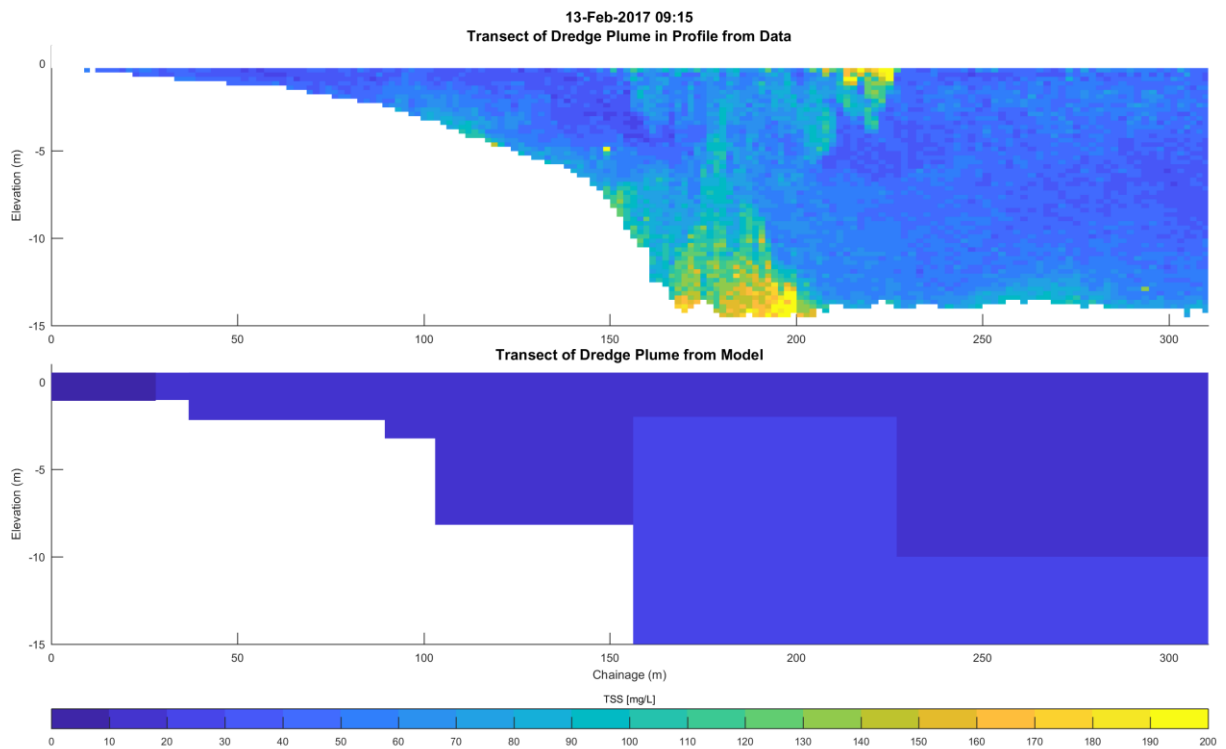 13-Feb-2017 09:15
Transect of Dredge Plume in Profile from Data
0
-5
-10
-15
Elevation (m)
0 50 100 150 200 250 300
Transect of Dredge Plume from Model
0
-5
-10
-15
Elevation (m)
0 50 100 150 200 250 300
Chainage (m)
TSS [mg/L]
0 10 20 30 40 50 60 70 80 90 100 110 120 130 140 150 160 170 180 190 200